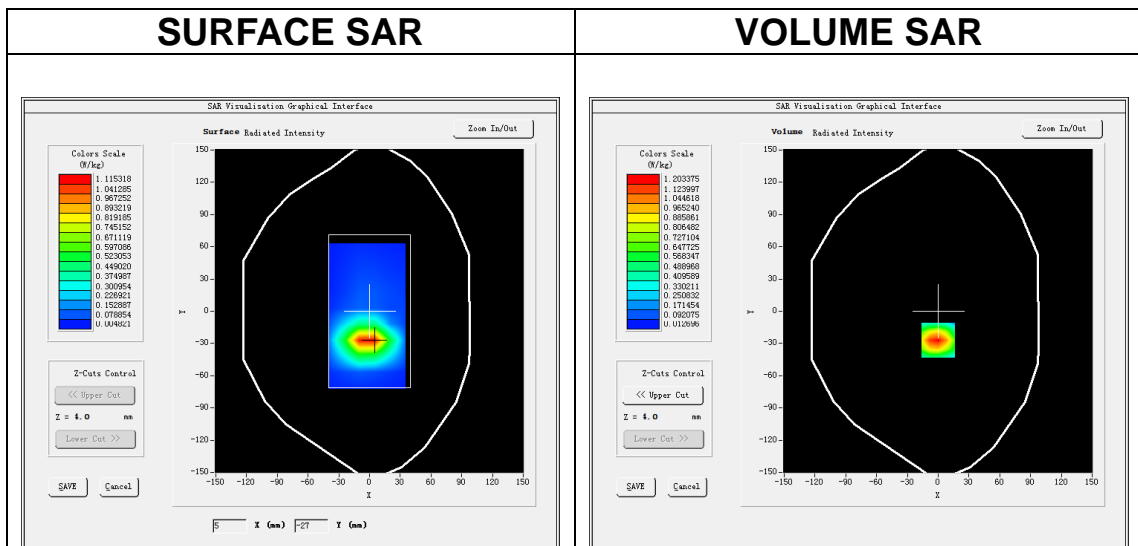 SURFACE SAR
VOLUME SAR
SAR Visualisation Graphical Interface
Surface Radiated Intensity
Zoom In/Out
Colors Scale
(W/kg)
1.115318
1.041285
0.967252
0.893219
0.819185
0.745152
0.671119
0.597086
0.523053
0.449020
0.374987
0.300954
0.226921
0.152887
0.078854
0.004821
Z-Cuts Control
<< Upper Cut
Z = 4.0 mm
Lower Cut >>
SAVE Cancel
150
120
90
60
30
0
-30
-60
-90
-120
-150
Y
-150 -120 -90 -60 -30 0 30 60 90 120 150
X
5 X (mm) -27 Y (mm)
SAR Visualisation Graphical Interface
Volume Radiated Intensity
Zoom In/Out
Colors Scale
(W/kg)
1.203375
1.123997
1.044618
0.965240
0.885861
0.806482
0.727104
0.647725
0.568347
0.488968
0.409589
0.330211
0.250832
0.171454
0.092075
0.012696
Z-Cuts Control
<< Upper Cut
Z = 4.0 mm
Lower Cut >>
SAVE Cancel
150
120
90
60
30
0
-30
-60
-90
-120
-150
Y
-150 -120 -90 -60 -30 0 30 60 90 120 150
X